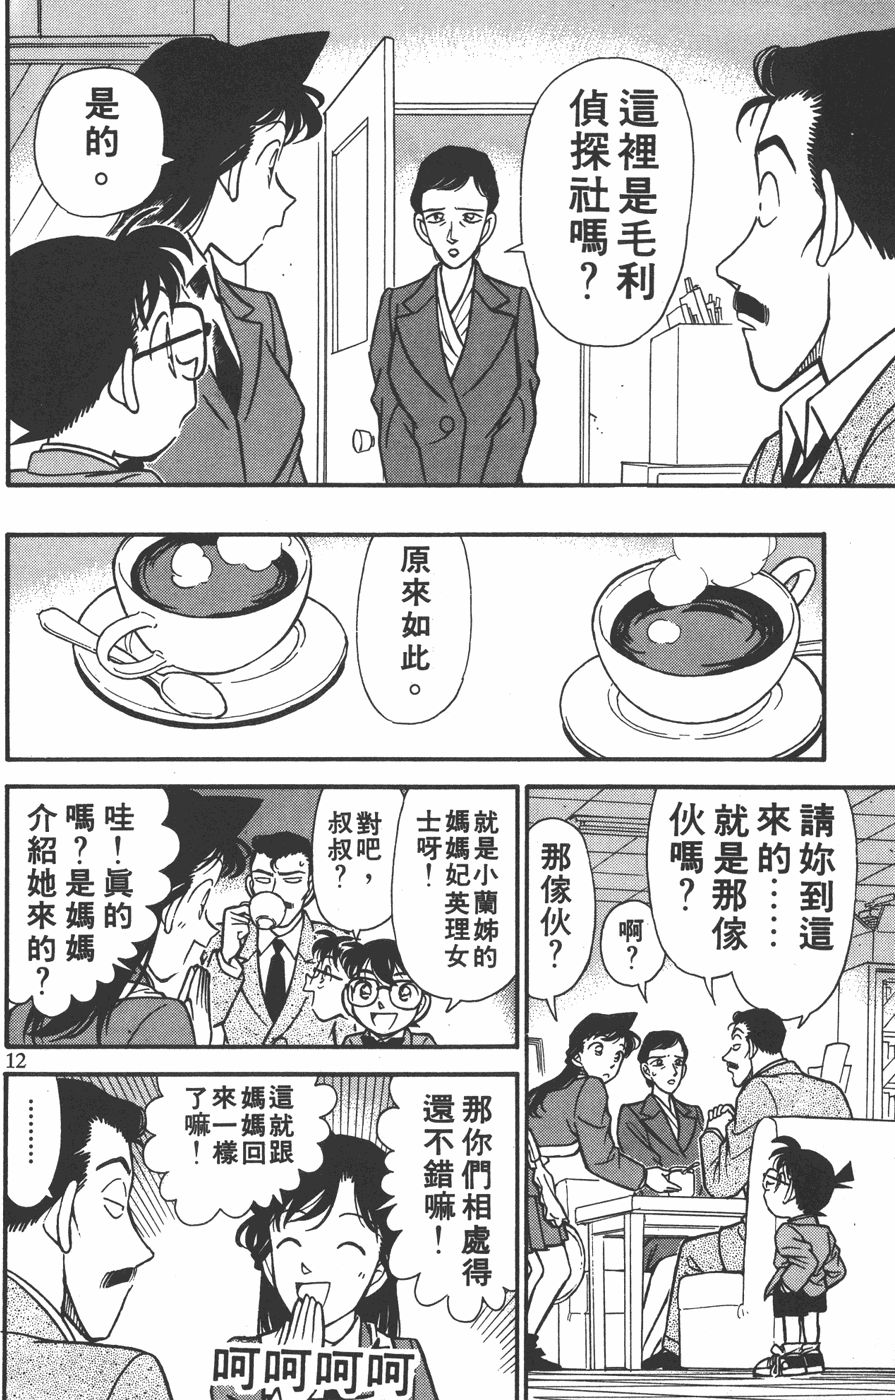 這裡是毛利
偵探社嗎？
是的。
原來如此。
請妳到這
來的……
就是那傢
伙嗎？
啊？
那傢伙？
就是小蘭姊的
媽媽妃英理女
士呀！
對吧，
叔叔？
哇！眞的
嗎？是媽媽
介紹她來的？
那你們相處得
還不錯嘛！
這就跟
媽媽回
來一樣
了嘛！
呵呵呵呵
………
12